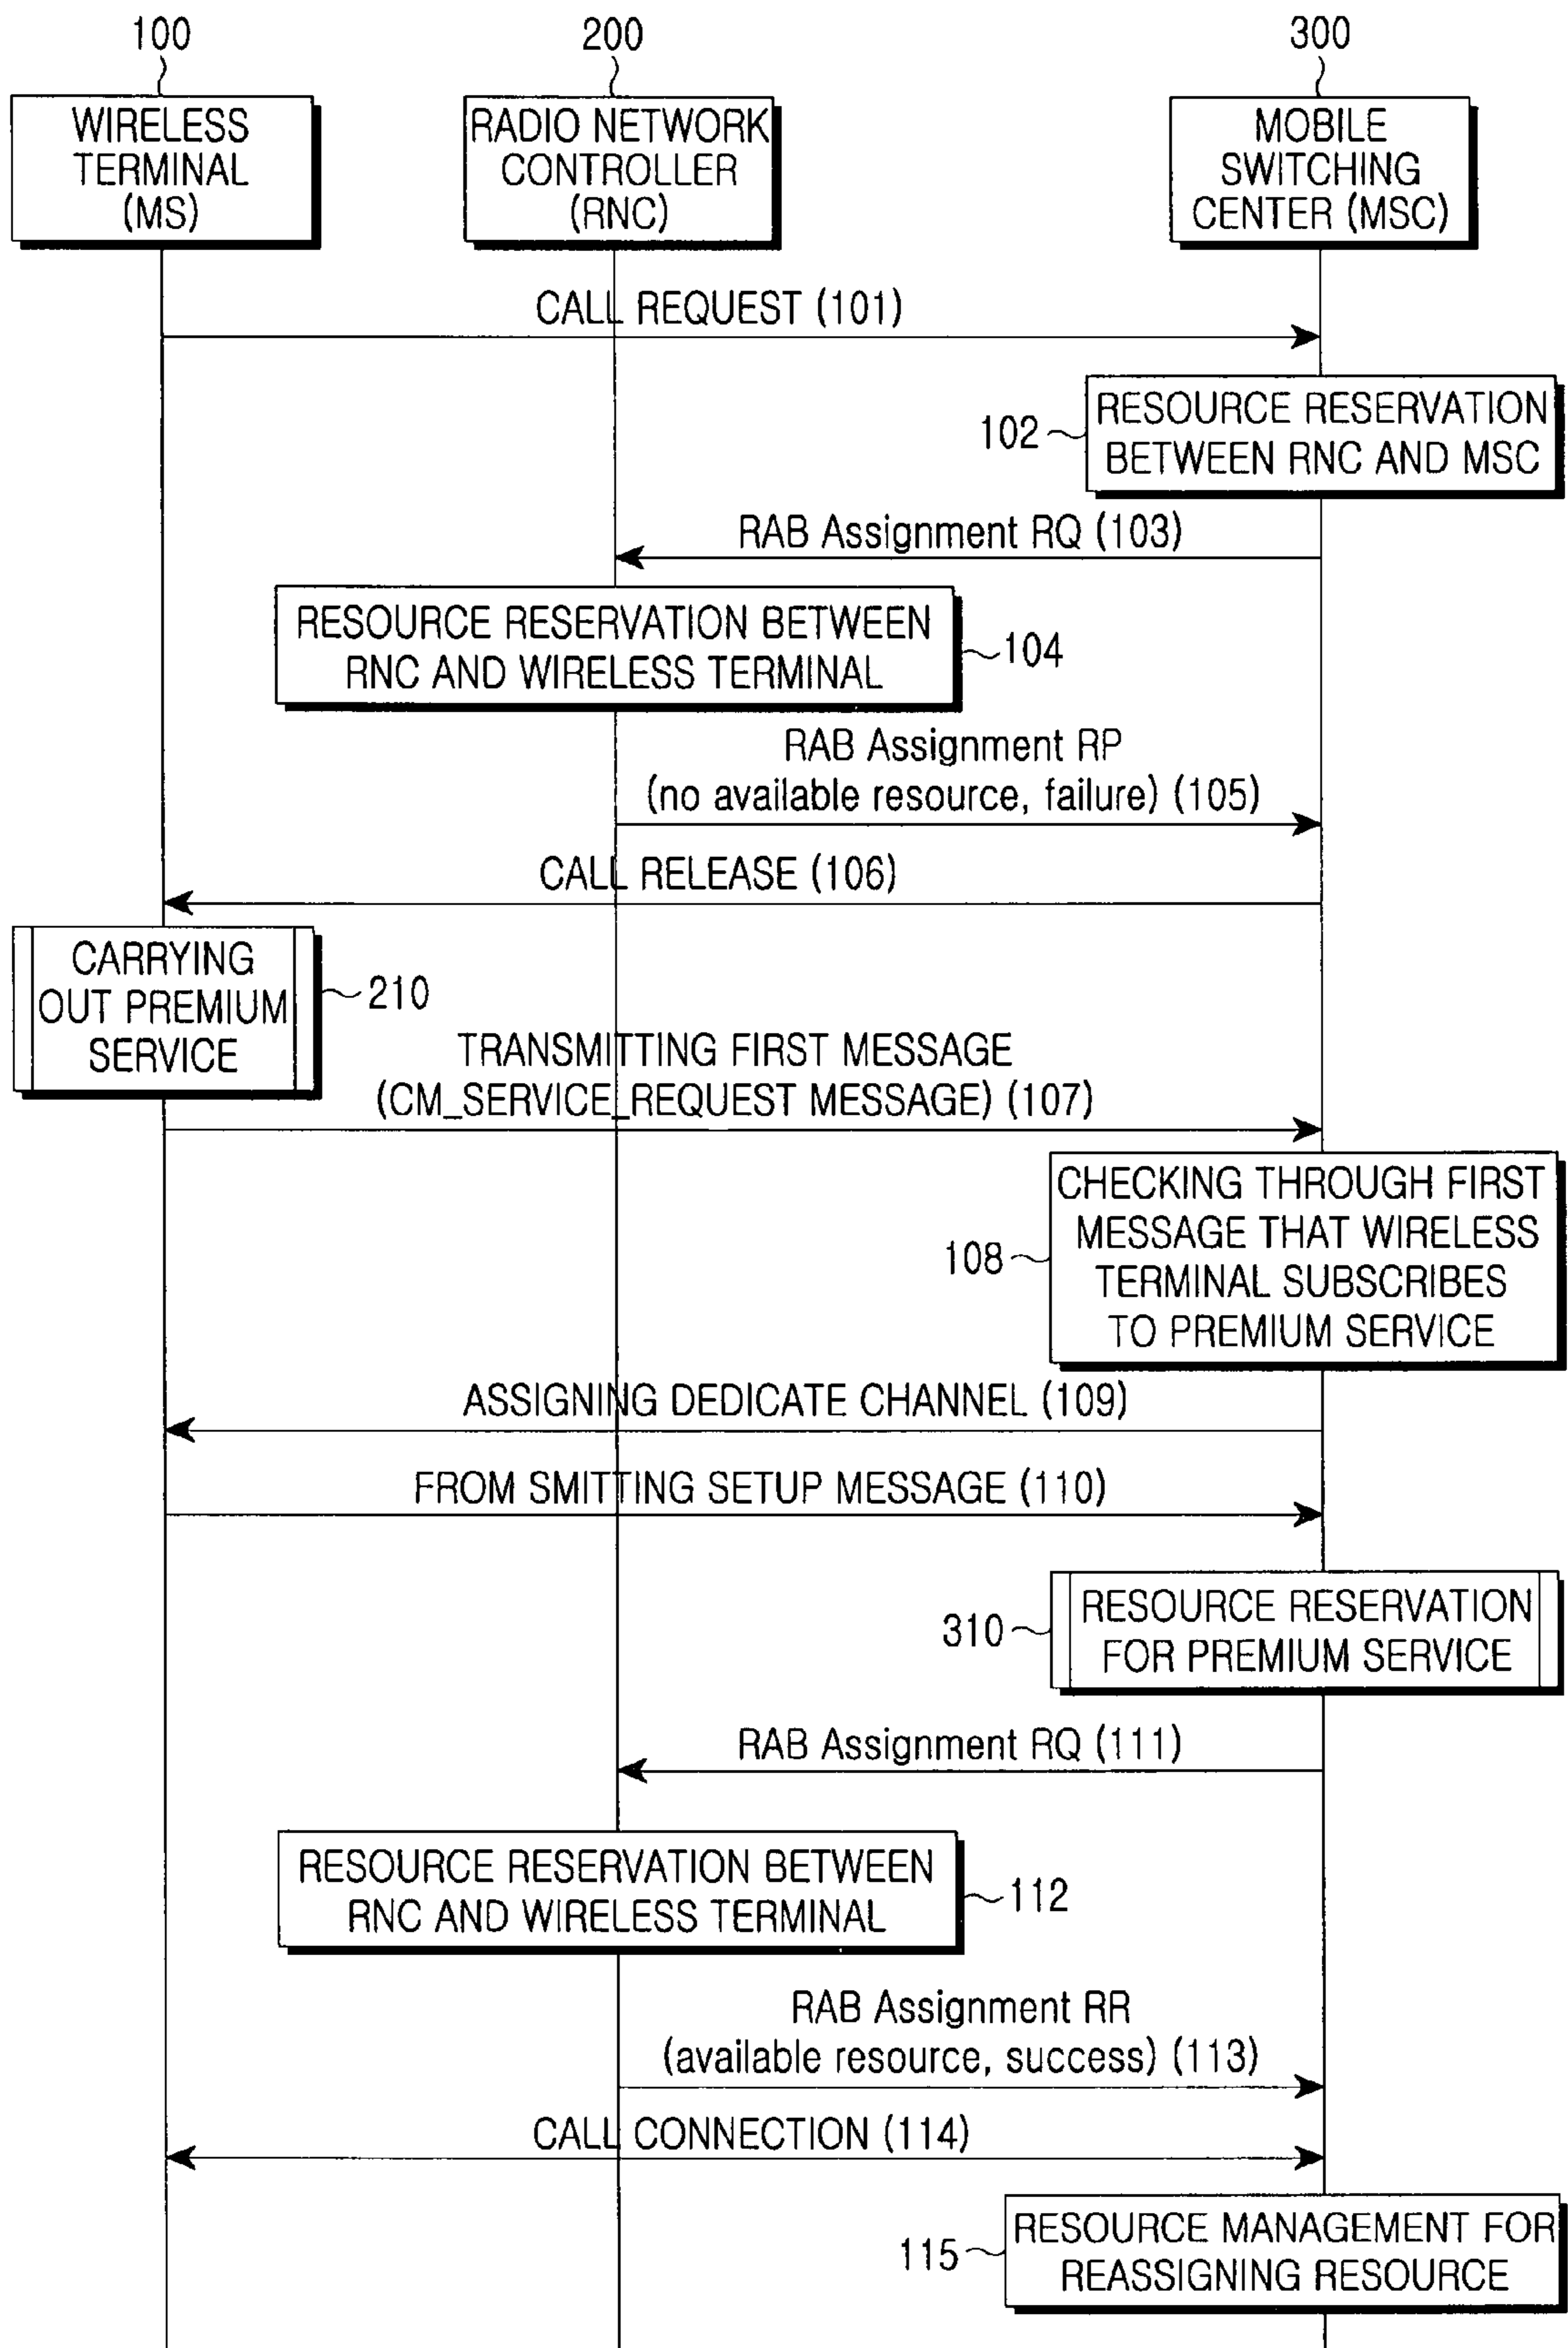 100
200
300
WIRELESS
TERMINAL
(MS)
RADIO NETWORK
CONTROLLER
(RNC)
MOBILE
SWITCHING
CENTER (MSC)
CALL REQUEST (101)
102
RESOURCE RESERVATION
BETWEEN RNC AND MSC
RAB Assignment RQ (103)
RESOURCE RESERVATION BETWEEN
RNC AND WIRELESS TERMINAL
104
RAB Assignment RP
(no available resource, failure) (105)
CALL RELEASE (106)
CARRYING
OUT PREMIUM
SERVICE
210
TRANSMITTING FIRST MESSAGE
(CM_SERVICE_REQUEST MESSAGE) (107)
108
CHECKING THROUGH FIRST
MESSAGE THAT WIRELESS
TERMINAL SUBSCRIBES
TO PREMIUM SERVICE
ASSIGNING DEDICATE CHANNEL (109)
FROM SMITTING SETUP MESSAGE (110)
310
RESOURCE RESERVATION
FOR PREMIUM SERVICE
RAB Assignment RQ (111)
RESOURCE RESERVATION BETWEEN
RNC AND WIRELESS TERMINAL
112
RAB Assignment RR
(available resource, success) (113)
CALL CONNECTION (114)
115
RESOURCE MANAGEMENT FOR
REASSIGNING RESOURCE